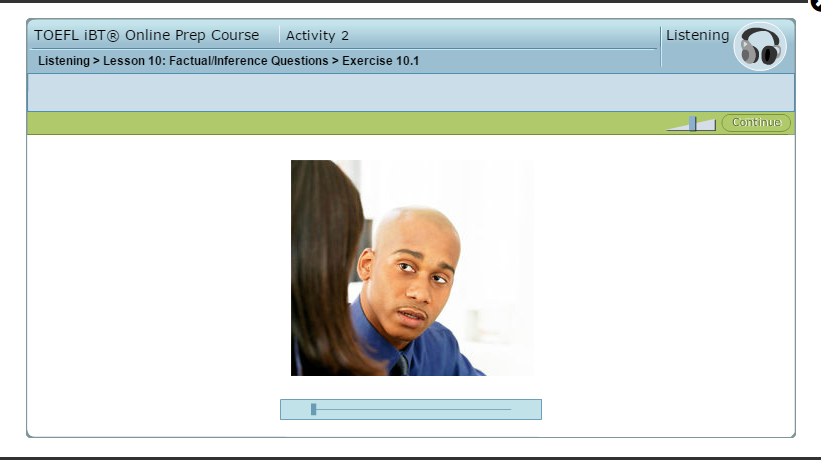 TOEFL iBT® Online Prep Course
Activity 2
Listening
Listening > Lesson 10: Factual/Inference Questions > Exercise 10.1
Continue